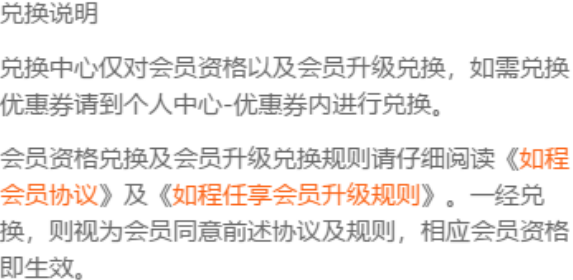 兑换说明
兑换中心仅对会员资格以及会员升级兑换，如需兑换
优惠券请到个人中心-优惠券内进行兑换。
会员资格兑换及会员升级兑换规则请仔细阅读《如程
会员协议》及《如程任享会员升级规则》。一经兑
换，则视为会员同意前述协议及规则，相应会员资格
即生效。